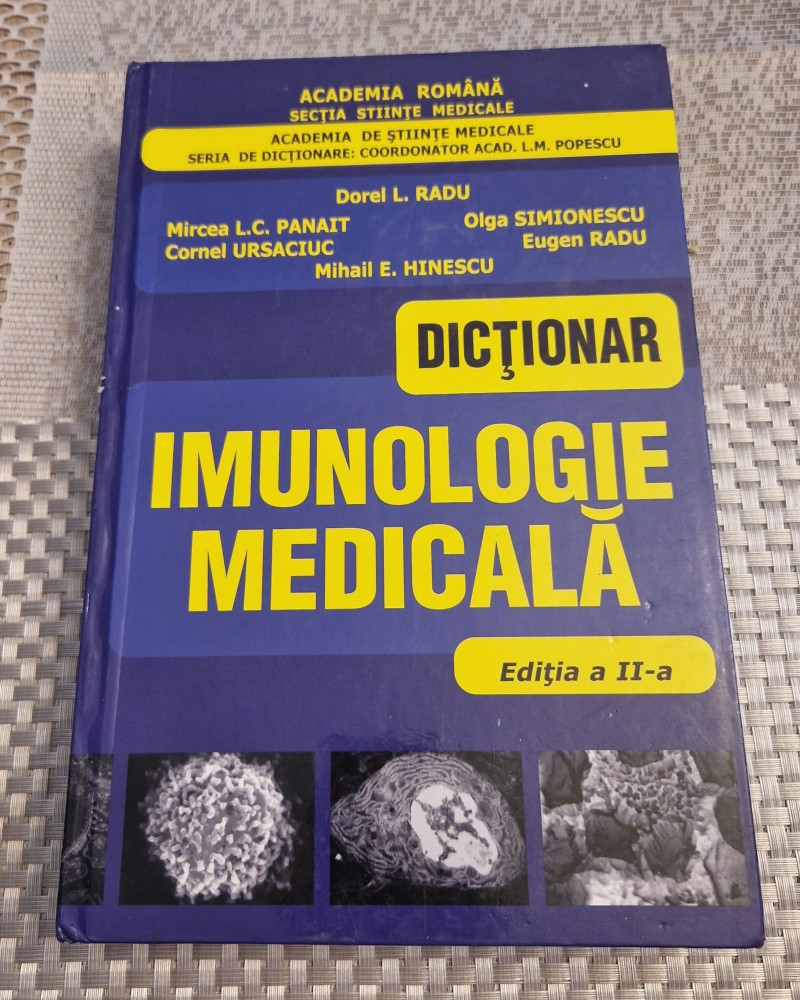 ACADEMIA ROMÂNĂ
SECŢIA STIINŢE MEDICALE
ACADEMIA DE ŞTIINŢE MEDICALE
SERIA DE DICŢIONARE: COORDONATOR ACAD. L.M. POPESCU
Dorel L. RADU
Mircea L.C. PANAIT
Olga SIMIONESCU
Cornel URSACIUC
Eugen RADU
Mihail E. HINESCU
DICŢIONAR
IMUNOLOGIE
MEDICALĂ
Ediţia a II-a